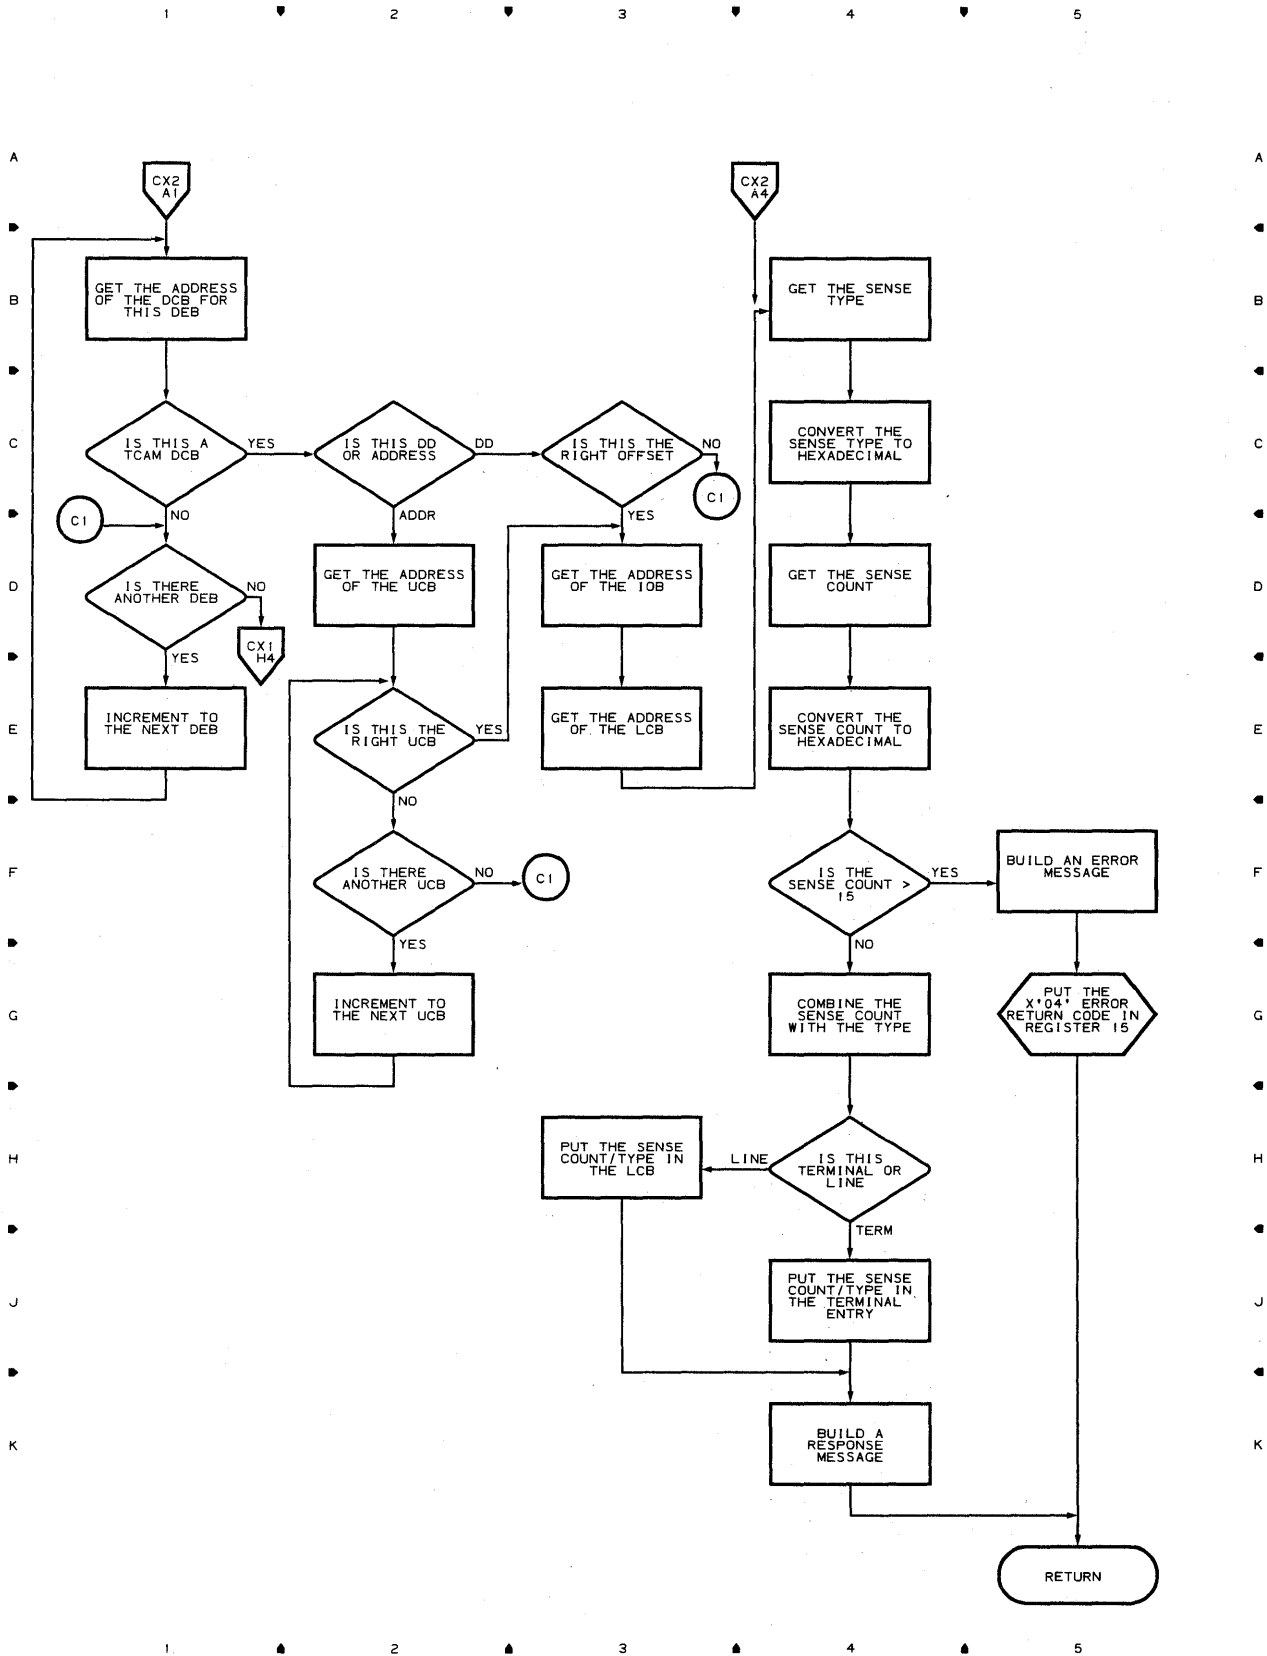 1 2 3 4 5
A A
CX2
A1
CX2
A4
B B
GET THE ADDRESS
OF THE DCB FOR
THIS DEB
GET THE SENSE
TYPE
C C
IS THIS A
TCAM DCB
YES
IS THIS DD
OR ADDRESS
DD
IS THIS THE
RIGHT OFFSET
NO
C1
CONVERT THE
SENSE TYPE TO
HEXADECIMAL
C1
NO
ADDR
YES
D D
IS THERE
ANOTHER DEB
NO
CX1
H4
YES
GET THE ADDRESS
OF THE UCB
GET THE ADDRESS
OF THE IOB
GET THE SENSE
COUNT
E E
INCREMENT TO
THE NEXT DEB
IS THIS THE
RIGHT UCB
YES
NO
GET THE ADDRESS
OF THE LCB
CONVERT THE
SENSE COUNT TO
HEXADECIMAL
F F
IS THERE
ANOTHER UCB
NO
C1
YES
IS THE
SENSE COUNT >
15
YES
NO
BUILD AN ERROR
MESSAGE
G G
INCREMENT TO
THE NEXT UCB
COMBINE THE
SENSE COUNT
WITH THE TYPE
PUT THE
X'04' ERROR
RETURN CODE IN
REGISTER 15
H H
PUT THE SENSE
COUNT/TYPE IN
THE LCB
LINE
IS THIS
TERMINAL OR
LINE
TERM
J J
PUT THE SENSE
COUNT/TYPE IN
THE TERMINAL
ENTRY
K K
BUILD A
RESPONSE
MESSAGE
RETURN
1 2 3 4 5